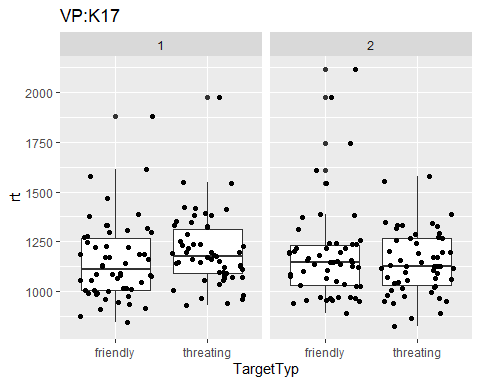 VP:K17
1
2
rt
2000
1750
1500
1250
1000
friendly
threating
friendly
threating
TargetTyp